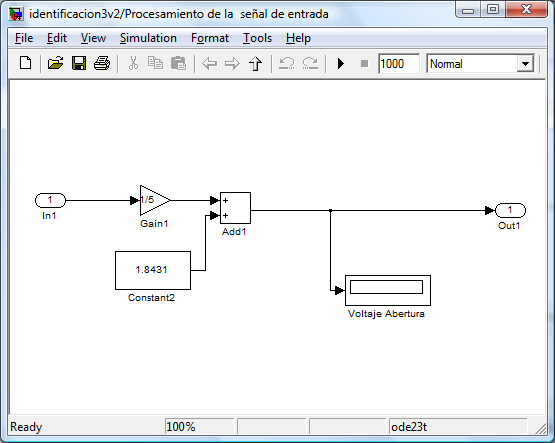 identificacion3v2/Procesamiento de la señal de entrada
File Edit View Simulation Format Tools Help
1000 Normal
1
In1
1/5
Gain1
+
+
Add1
1
Out1
1.8431
Constant2
Voltaje Abertura
Ready 100% ode23t